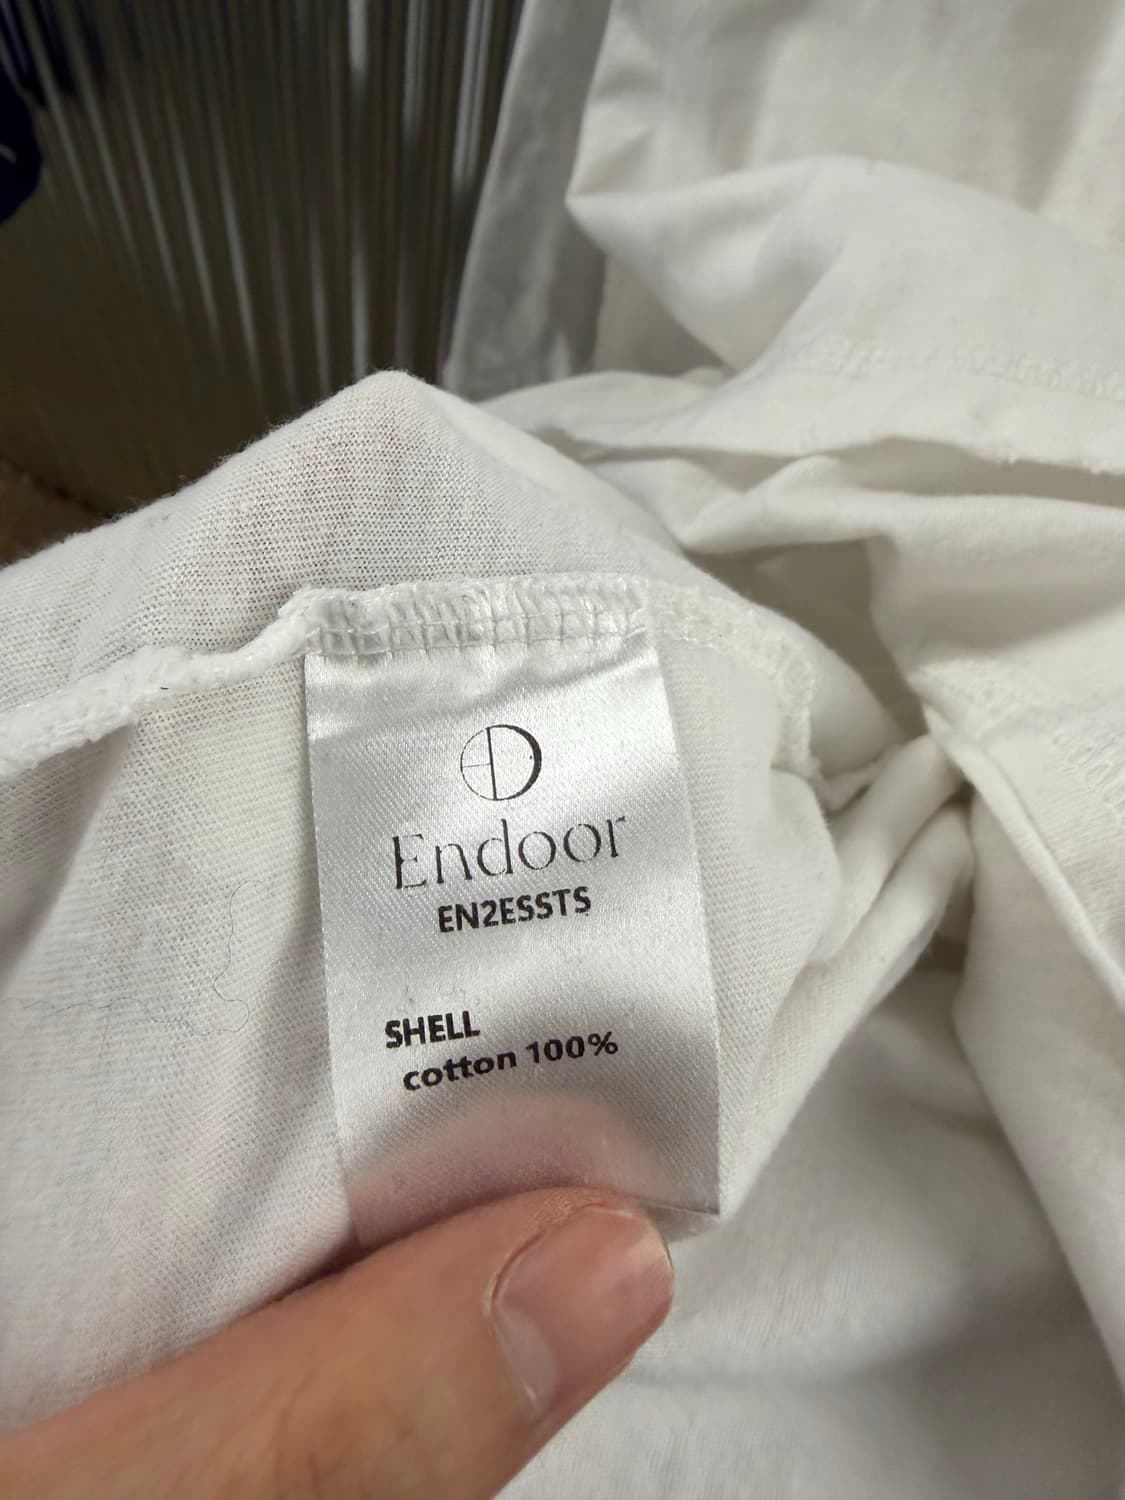 Endoor
EN2ESSTS
SHELL
cotton 100%